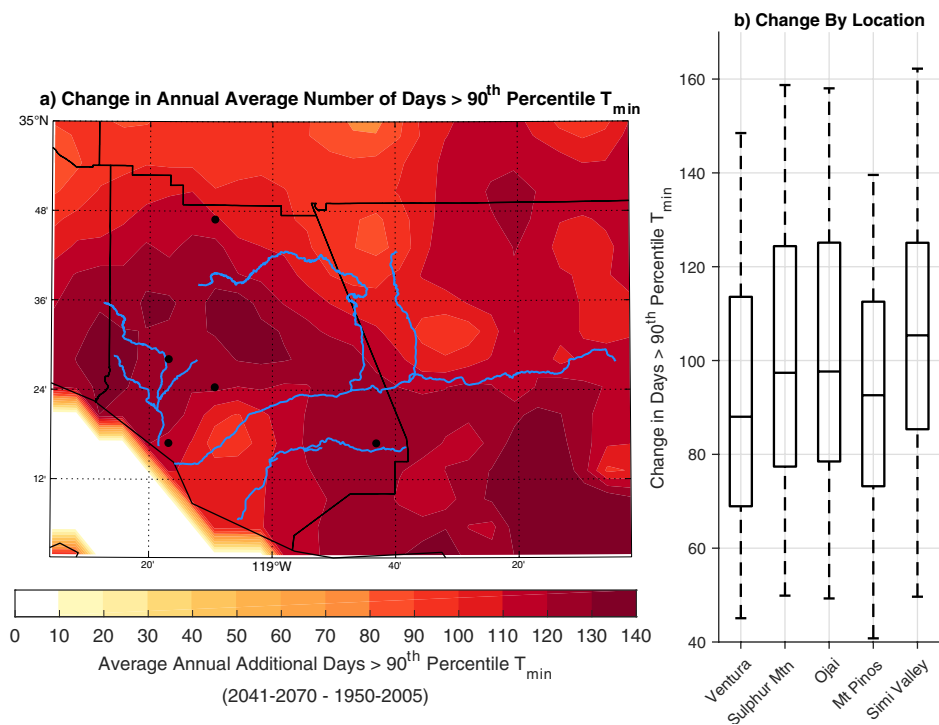 a) Change in Annual Average Number of Days > 90th Percentile Tmin
35°N
48'
36'
24'
12'
20'
119°W
40'
20'
0 10 20 30 40 50 60 70 80 90 100 110 120 130 140
Average Annual Additional Days > 90th Percentile Tmin
(2041-2070 - 1950-2005)
b) Change By Location
Change in Days > 90th Percentile Tmin
160
140
120
100
80
60
40
Ventura
Sulphur Mtn
Ojai
Mt Pinos
Simi Valley